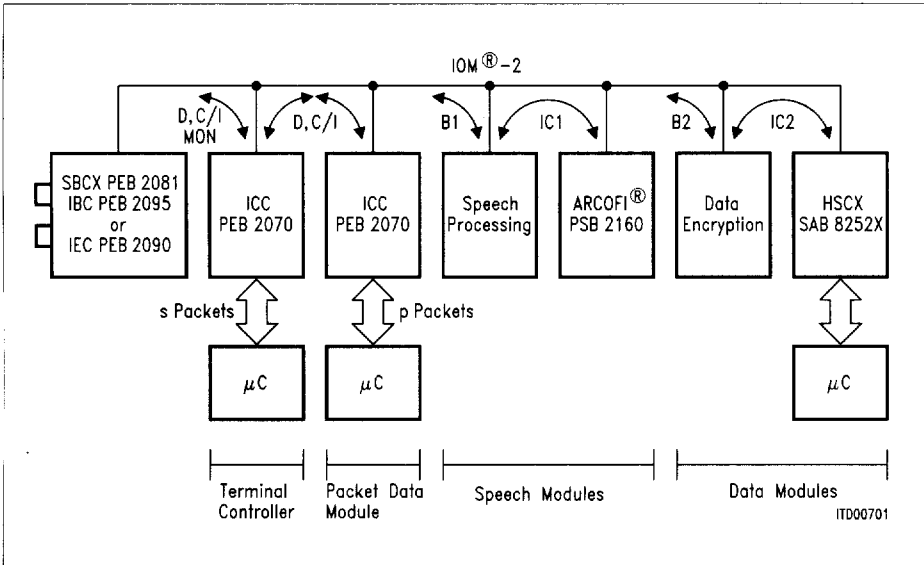 IOM®-2
D, C/I
MON
D, C/I
B1
IC1
B2
IC2
SBCX PEB 2081
IBC PEB 2095
or
IEC PEB 2090
ICC
PEB 2070
ICC
PEB 2070
Speech
Processing
ARCOFI®
PSB 2160
Data
Encryption
HSCX
SAB 8252X
s Packets
p Packets
μC
μC
μC
Terminal
Controller
Packet Data
Module
Speech Modules
Data Modules
ITD00701